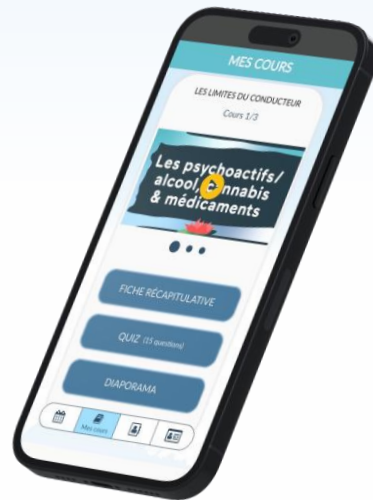 MES COURS
LES LIMITES DU CONDUCTEUR
Cours 1/3
Les psychoactifs/
alcool, cannabis
& médicaments
FICHE RÉCAPITULATIVE
QUIZ (15 questions)
DIAPORAMA
Mes cours